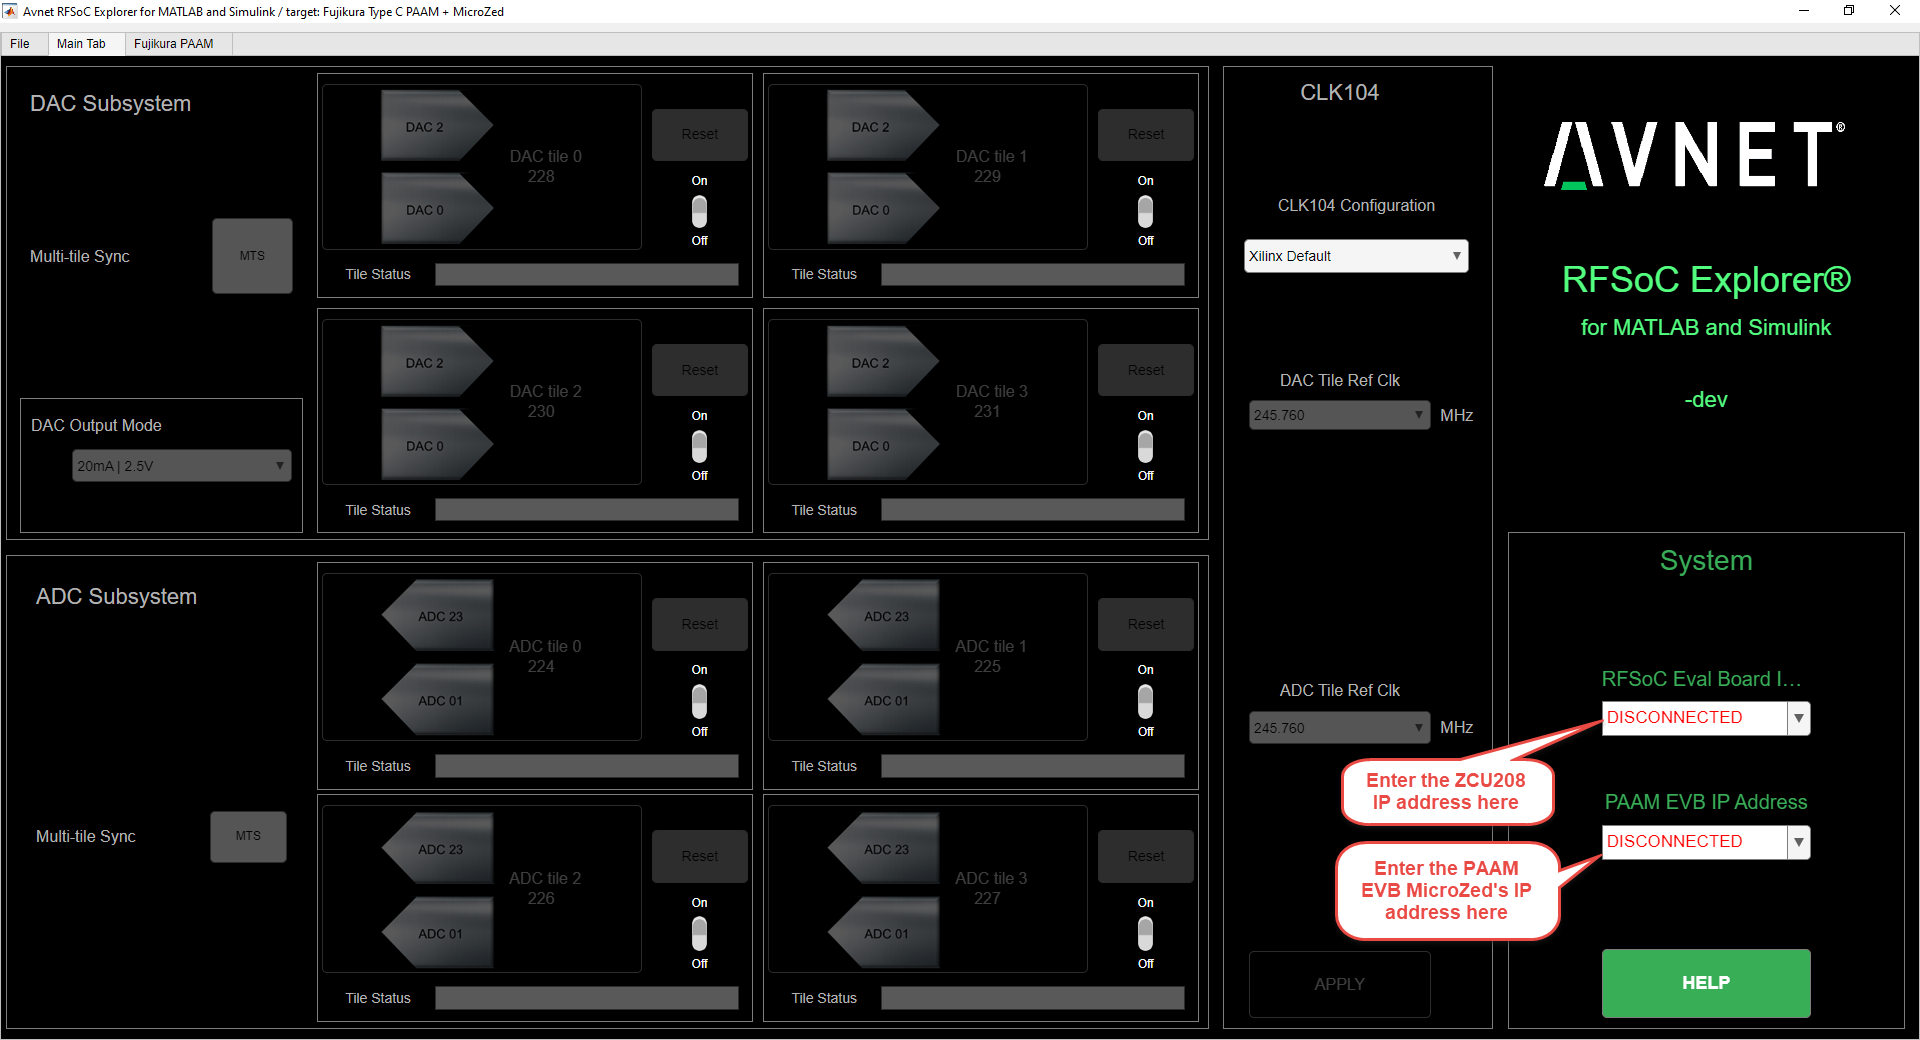 Avnet RFSoC Explorer for MATLAB and Simulink / target: Fujikura Type C PAAM + MicroZed
File
Main Tab
Fujikura PAAM
DAC Subsystem
Multi-tile Sync
MTS
DAC Output Mode
20mA | 2.5V
DAC 2
DAC 0
DAC tile 0
228
Reset
On
Off
Tile Status
DAC 2
DAC 0
DAC tile 1
229
Reset
On
Off
Tile Status
DAC 2
DAC 0
DAC tile 2
230
Reset
On
Off
Tile Status
DAC 2
DAC 0
DAC tile 3
231
Reset
On
Off
Tile Status
ADC Subsystem
Multi-tile Sync
MTS
ADC 23
ADC 01
ADC tile 0
224
Reset
On
Off
Tile Status
ADC 23
ADC 01
ADC tile 1
225
Reset
On
Off
Tile Status
ADC 23
ADC 01
ADC tile 2
226
Reset
On
Off
Tile Status
ADC 23
ADC 01
ADC tile 3
227
Reset
On
Off
Tile Status
CLK104
CLK104 Configuration
Xilinx Default
DAC Tile Ref Clk
245.760 MHz
ADC Tile Ref Clk
245.760 MHz
APPLY
AVNET®
RFSoC Explorer®
for MATLAB and Simulink
-dev
System
RFSoC Eval Board I...
DISCONNECTED
Enter the ZCU208
IP address here
PAAM EVB IP Address
DISCONNECTED
Enter the PAAM
EVB MicroZed's IP
address here
HELP